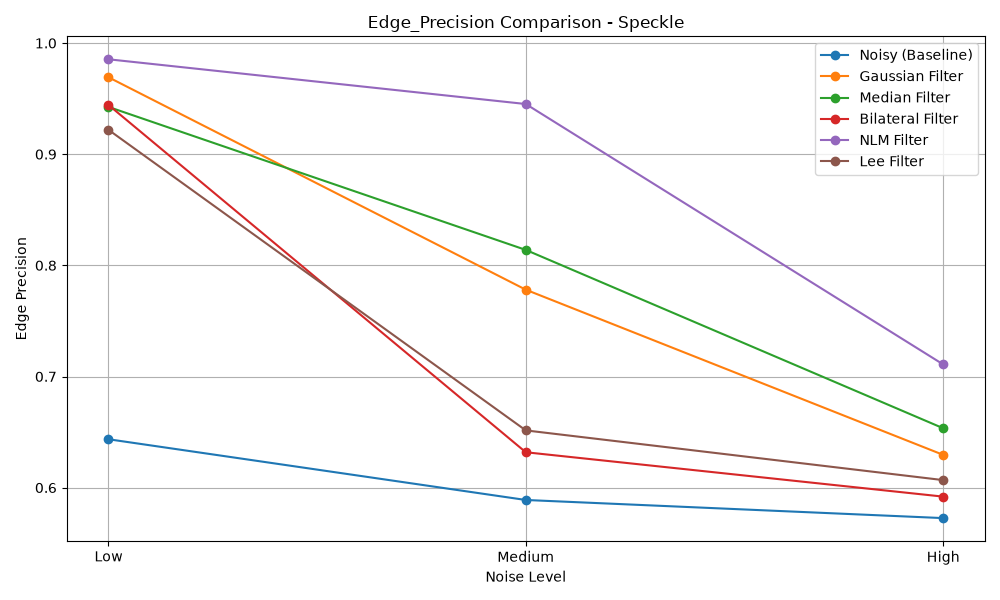 Edge_Precision Comparison - Speckle
Edge Precision
1.0
0.9
0.8
0.7
0.6
Low
Medium
High
Noise Level
Noisy (Baseline)
Gaussian Filter
Median Filter
Bilateral Filter
NLM Filter
Lee Filter